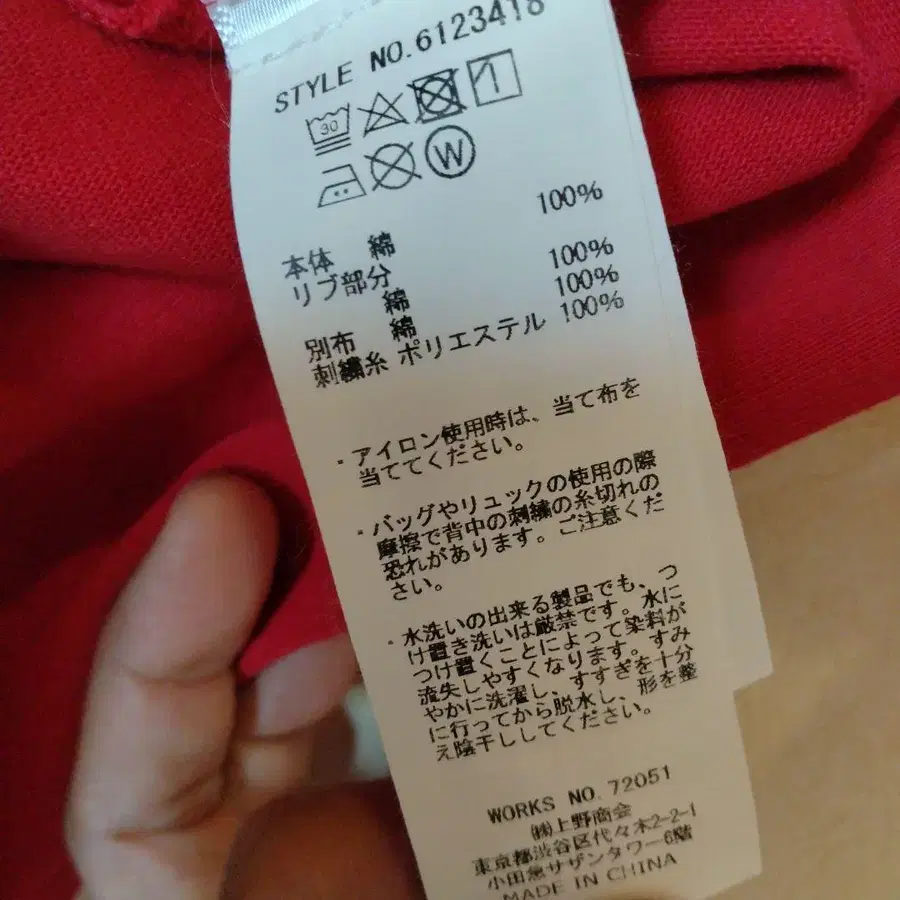 STYLE NO.6123418
30
W
本体 綿 100%
リブ部分
綿 100%
別布 綿 100%
刺繍糸 ポリエステル 100%
・アイロン使用時は、当て布を
当ててください。
・バッグやリュックの使用の際
摩擦で背中の刺繍の糸切れの
恐れがあります。ご注意くだ
さい。
・水洗いの出来る製品でも、つ
け置き洗いは厳禁です。水に
つけ置くことによって染料が
流失しやすくなります。すみ
やかに洗濯し、すすぎを十分
に行ってから脱水し、形を整
え陰干ししてください。
WORKS NO. 72051
㈱上野商会
東京都渋谷区代々木2-2-1
小田急サザンタワー6階
MADE IN CHINA